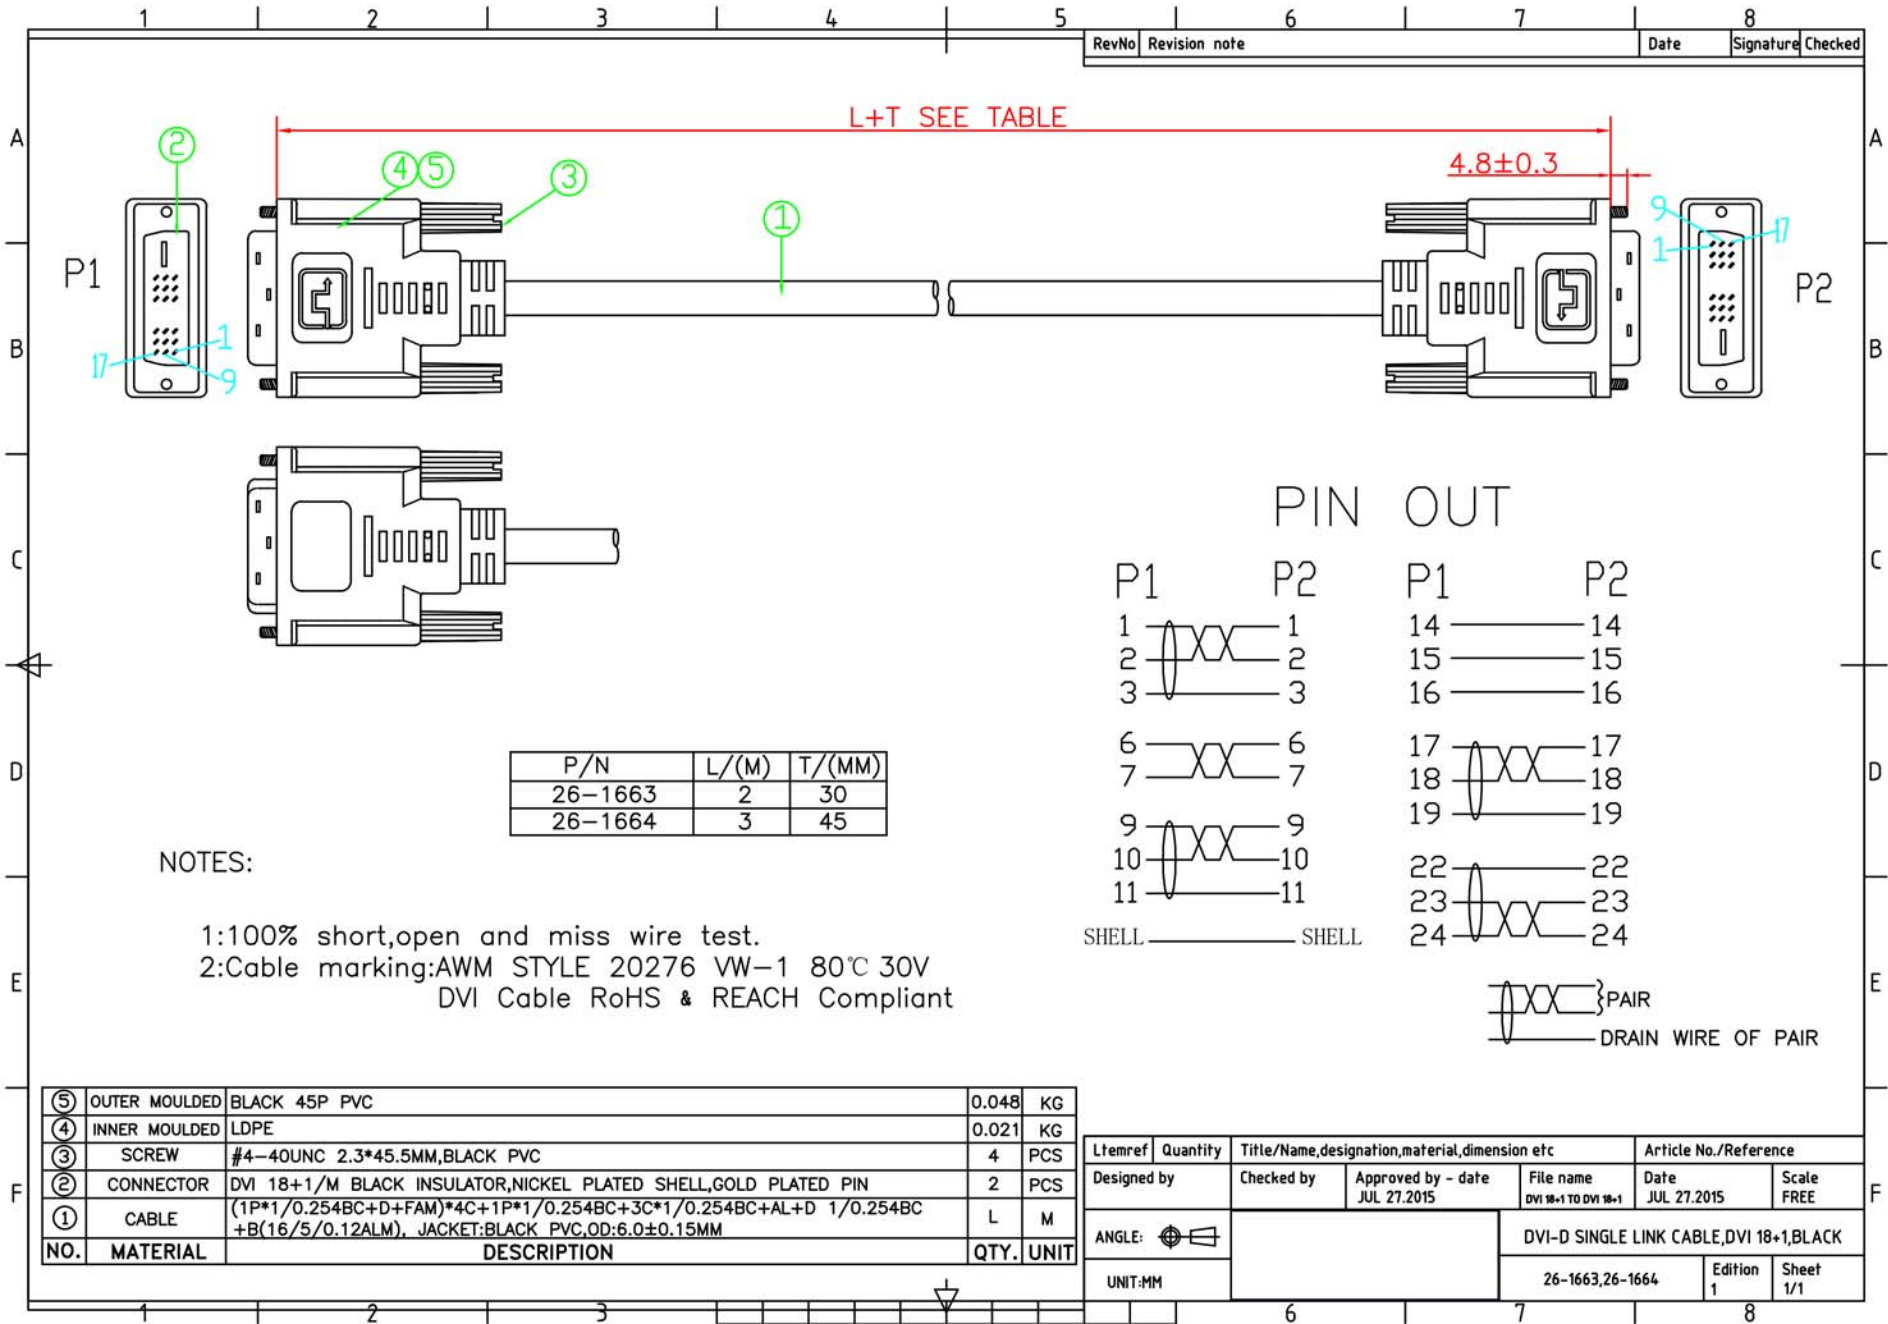 1 2 3 4 5 6 7 8
RevNo Revision note Date Signature Checked
L+T SEE TABLE
A A
2
4 5 3
4.8±0.3
1
9
17
1
P1
P2
1
17
9
B B
PIN OUT
C C
P1 P2 P1 P2
1 1 14 14
2 2 15 15
3 3 16 16
6 6 17 17
7 7 18 18
19 19
9 9
10 10 22 22
11 11 23 23
SHELL SHELL 24 24
PAIR
DRAIN WIRE OF PAIR
D D
P/N L/(M) T/(MM)
26-1663 2 30
26-1664 3 45
NOTES:
1:100% short,open and miss wire test.
2:Cable marking:AWM STYLE 20276 VW-1 80℃ 30V
DVI Cable RoHS & REACH Compliant
E E
5 OUTER MOULDED BLACK 45P PVC 0.048 KG
4 INNER MOULDED LDPE 0.021 KG
3 SCREW #4-40UNC 2.3*45.5MM,BLACK PVC 4 PCS
2 CONNECTOR DVI 18+1/M BLACK INSULATOR,NICKEL PLATED SHELL,GOLD PLATED PIN 2 PCS
1 CABLE (1P*1/0.254BC+D+FAM)*4C+1P*1/0.254BC+3C*1/0.254BC+AL+D 1/0.254BC
+B(16/5/0.12ALM), JACKET:BLACK PVC,OD:6.0±0.15MM L M
NO. MATERIAL DESCRIPTION QTY. UNIT
F F
Ltemref Quantity Title/Name,designation,material,dimension etc Article No./Reference
Designed by Checked by Approved by - date File name Date Scale
JUL 27.2015 DVI 18+1 TO DVI 18+1 JUL 27.2015 FREE
ANGLE: DVI-D SINGLE LINK CABLE,DVI 18+1,BLACK
UNIT:MM 26-1663,26-1664 Edition Sheet
1 1/1
1 2 3 6 7 8